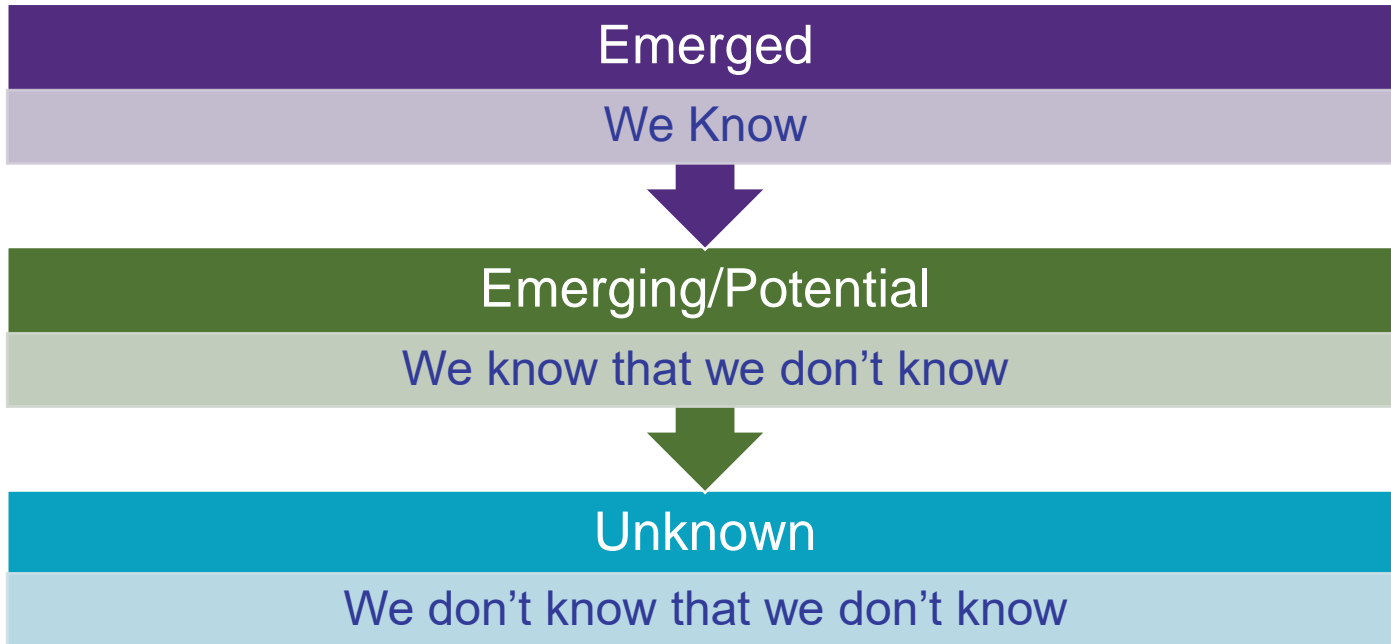 Emerged
We Know
Emerging/Potential
We know that we don’t know
Unknown
We don’t know that we don’t know